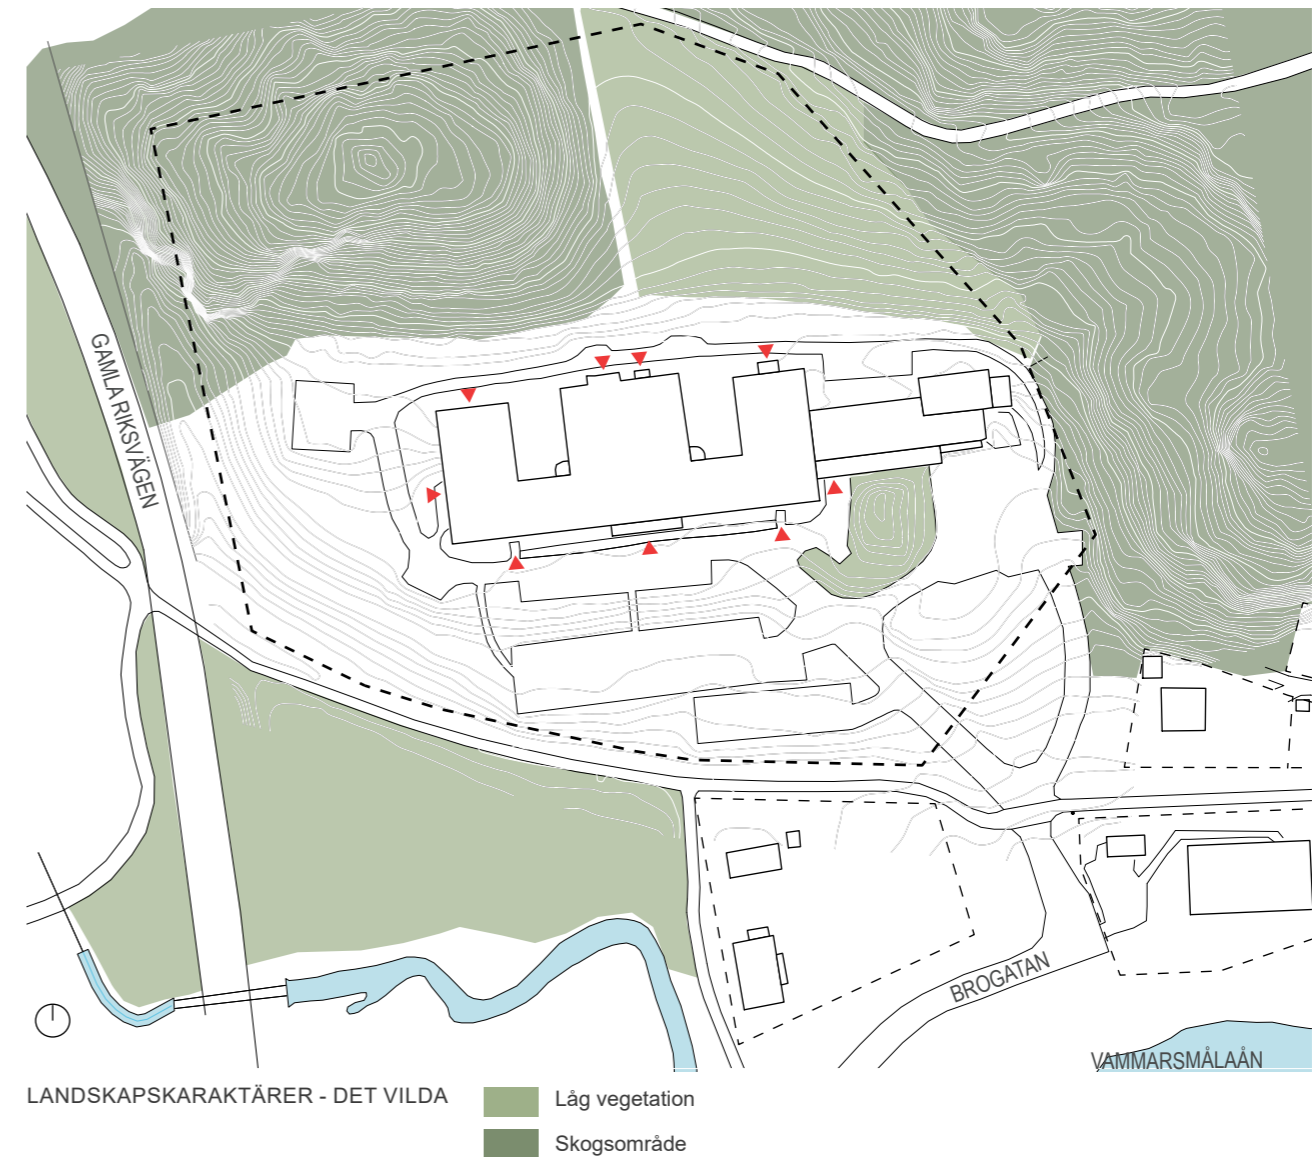 GAMLA RIKSVÄGEN
BROGATAN
VAMMARSMÅLAÅN
LANDSKAPSKARAKTÄRER - DET VILDA
Låg vegetation
Skogsområde